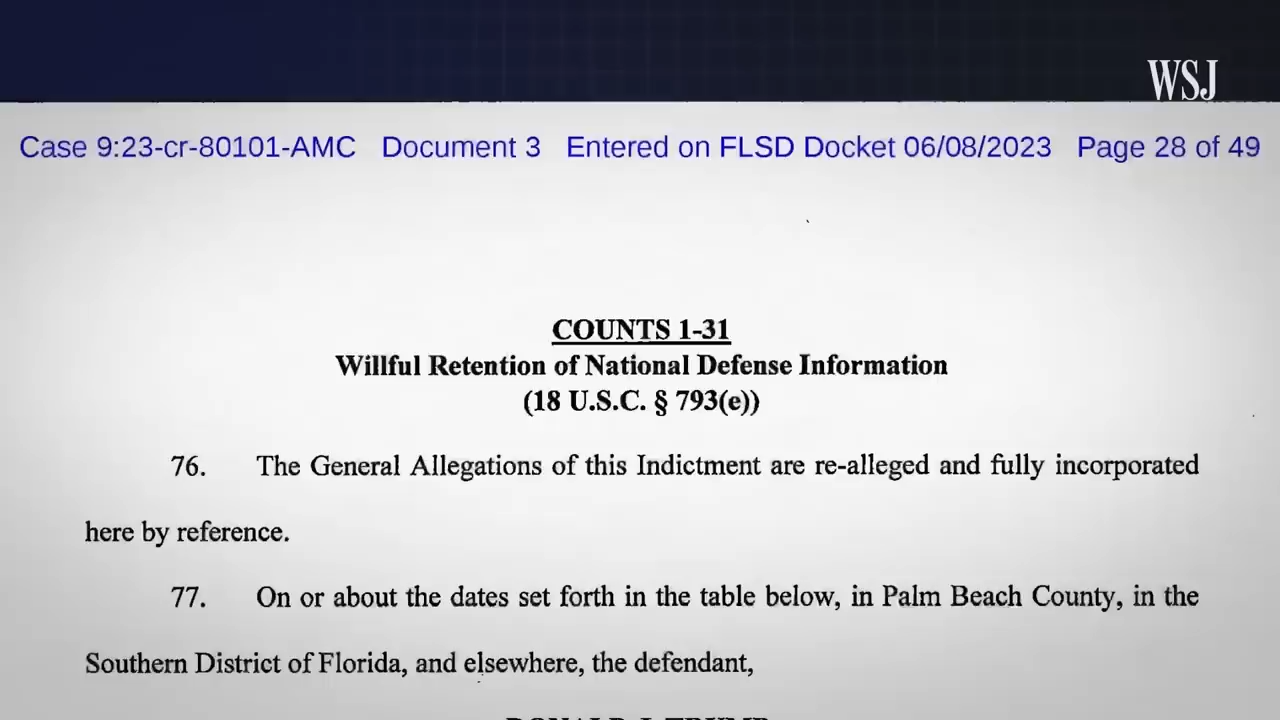 WSJ
Case 9:23-cr-80101-AMC Document 3 Entered on FLSD Docket 06/08/2023 Page 28 of 49
COUNTS 1-31
Willful Retention of National Defense Information
(18 U.S.C. § 793(e))
76. The General Allegations of this Indictment are re-alleged and fully incorporated
here by reference.
77. On or about the dates set forth in the table below, in Palm Beach County, in the
Southern District of Florida, and elsewhere, the defendant,
DONALD J. TRUMP